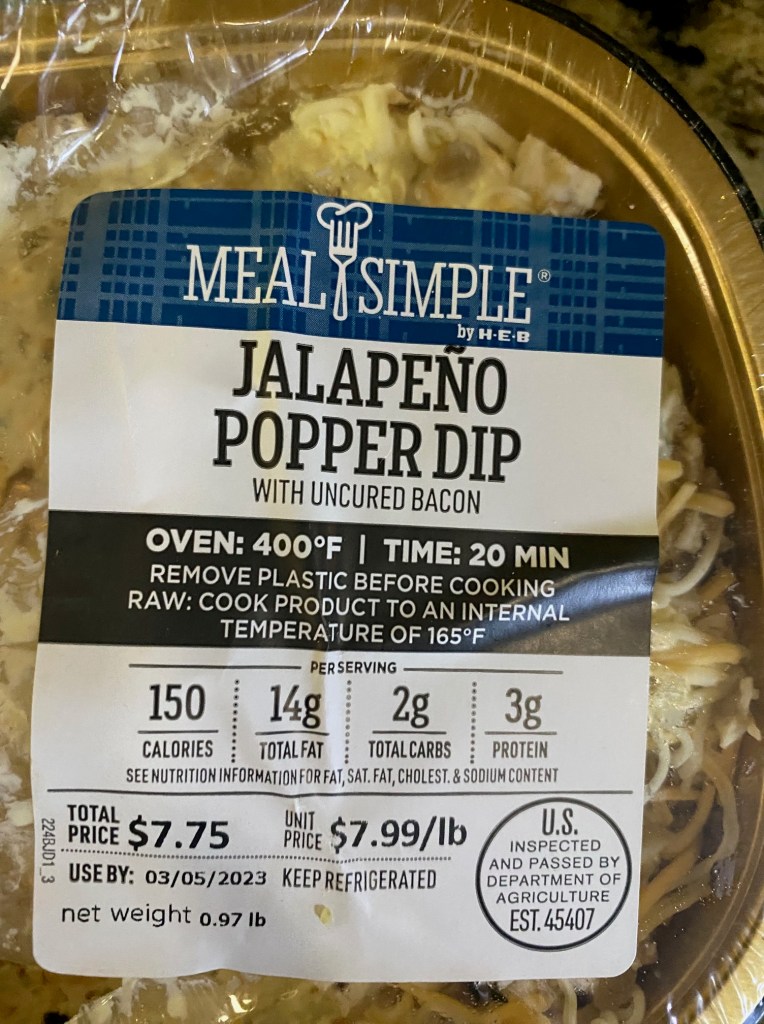 MEAL SIMPLE®
by H-E-B
JALAPEÑO
POPPER DIP
WITH UNCURED BACON
OVEN: 400°F | TIME: 20 MIN
REMOVE PLASTIC BEFORE COOKING
RAW: COOK PRODUCT TO AN INTERNAL
TEMPERATURE OF 165°F
PER SERVING
150 14g 2g 3g
CALORIES TOTAL FAT TOTAL CARBS PROTEIN
SEE NUTRITION INFORMATION FOR FAT, SAT. FAT, CHOLEST. & SODIUM CONTENT
TOTAL PRICE $7.75 UNIT PRICE $7.99/lb
USE BY: 03/05/2023 KEEP REFRIGERATED
net weight 0.97 lb
224BJD1_3
U.S.
INSPECTED
AND PASSED BY
DEPARTMENT OF
AGRICULTURE
EST. 45407